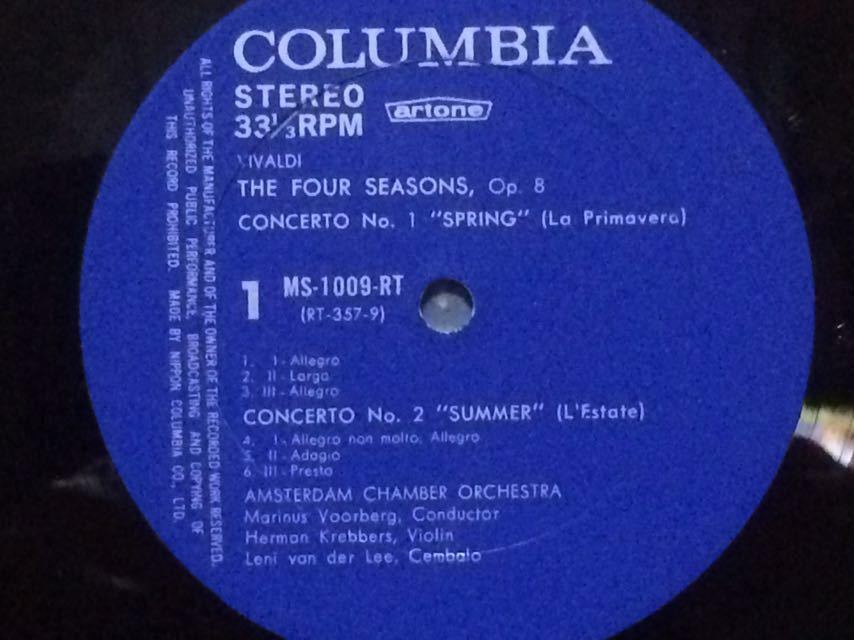 COLUMBIA
STEREO
33 1/3 RPM
artone
VIVALDI
THE FOUR SEASONS, Op. 8
CONCERTO No. 1 "SPRING" (La Primavera)
1 MS-1009-RT
(RT-357-9)
1. I - Allegro
2. II - Largo
3. III - Allegro
CONCERTO No. 2 "SUMMER" (L'Estate)
4. I - Allegro non molto, Allegro
5. II - Adagio
6. III - Presto
AMSTERDAM CHAMBER ORCHESTRA
Marinus Voorberg, Conductor
Herman Krebbers, Violin
Leni van der Lee, Cembalo
ALL RIGHTS OF THE MANUFACTURER AND OF THE OWNER OF THE RECORDED WORK RESERVED.
UNAUTHORIZED PUBLIC PERFORMANCE, BROADCASTING AND COPYING OF
THIS RECORD PROHIBITED. MADE BY NIPPON COLUMBIA CO., LTD.